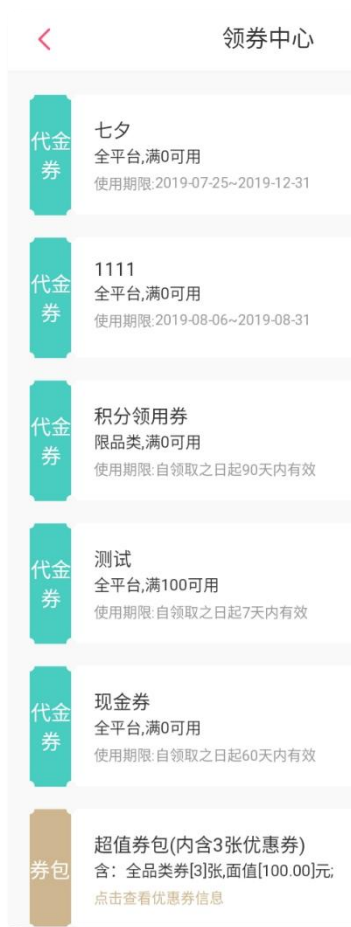 领券中心
代金
券
七夕
全平台,满0可用
使用期限:2019-07-25~2019-12-31
代金
券
1111
全平台,满0可用
使用期限:2019-08-06~2019-08-31
代金
券
积分领用券
限品类,满0可用
使用期限:自领取之日起90天内有效
代金
券
测试
全平台,满100可用
使用期限:自领取之日起7天内有效
代金
券
现金券
全平台,满0可用
使用期限:自领取之日起60天内有效
券包
超值券包(内含3张优惠券)
含：全品类券[3]张,面值[100.00]元;
点击查看优惠券信息